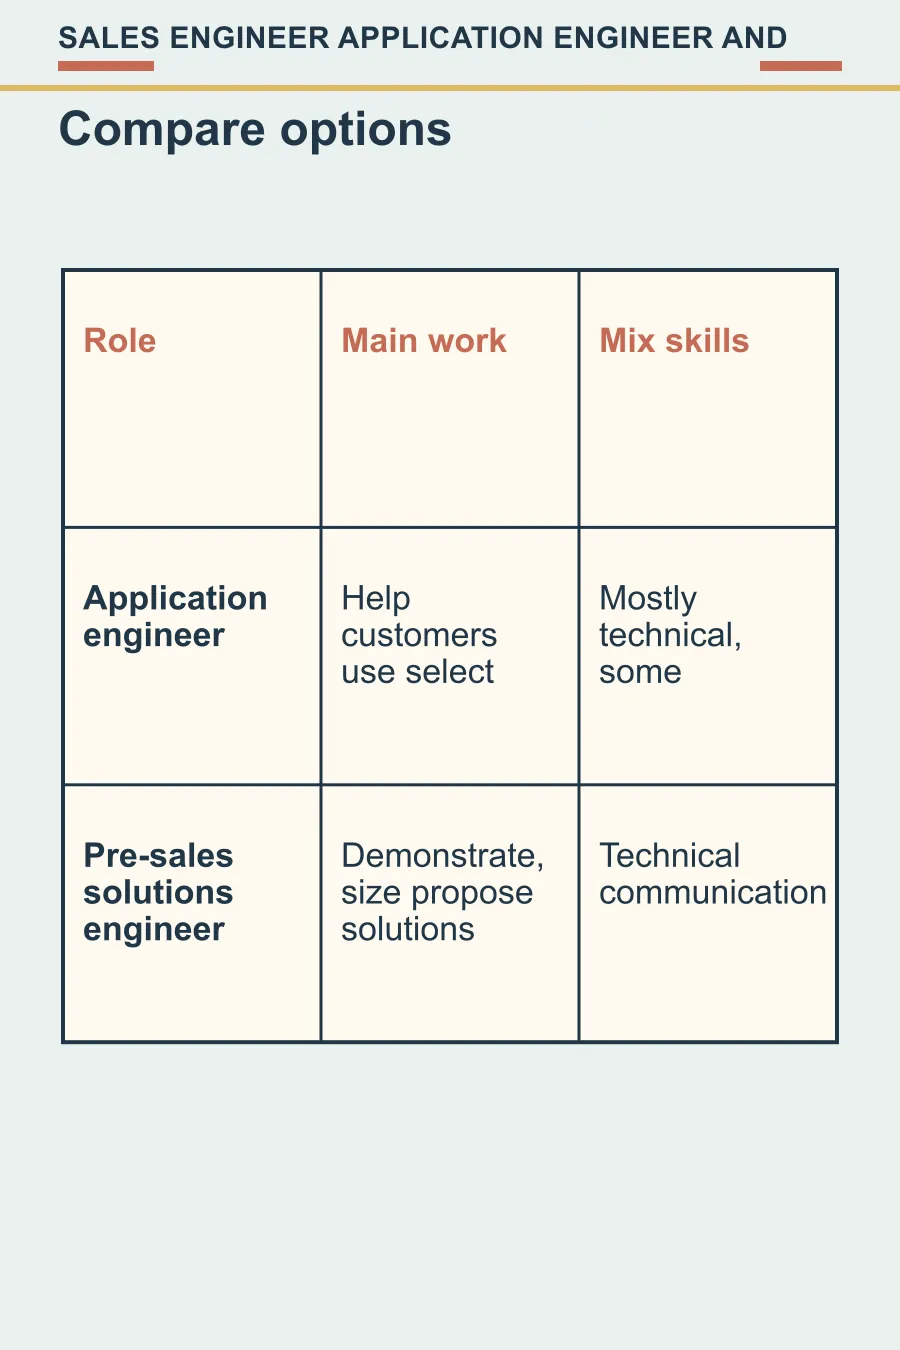 SALES ENGINEER APPLICATION ENGINEER AND
Compare options
Role
Main work
Mix skills
Application
engineer
Help
customers
use select
Mostly
technical,
some
Pre-sales
solutions
engineer
Demonstrate,
size propose
solutions
Technical
communication